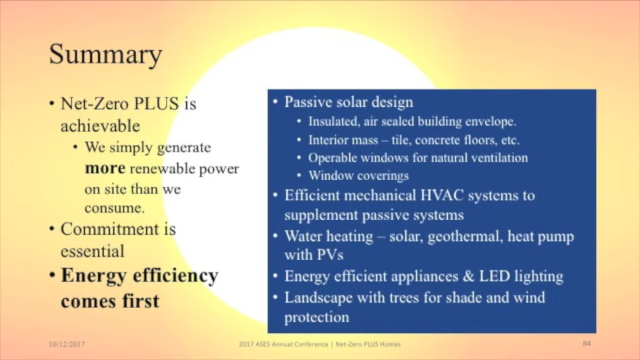 Summary
• Net-Zero PLUS is
achievable
• We simply generate
more renewable power
on site than we
consume.
• Commitment is
essential
• Energy efficiency
comes first
• Passive solar design
• Insulated, air sealed building envelope.
• Interior mass – tile, concrete floors, etc.
• Operable windows for natural ventilation
• Window coverings
• Efficient mechanical HVAC systems to
supplement passive systems
• Water heating – solar, geothermal, heat pump
with PVs
• Energy efficient appliances & LED lighting
• Landscape with trees for shade and wind
protection
10/12/2017
2017 ASES Annual Conference | Net-Zero PLUS Homes
84